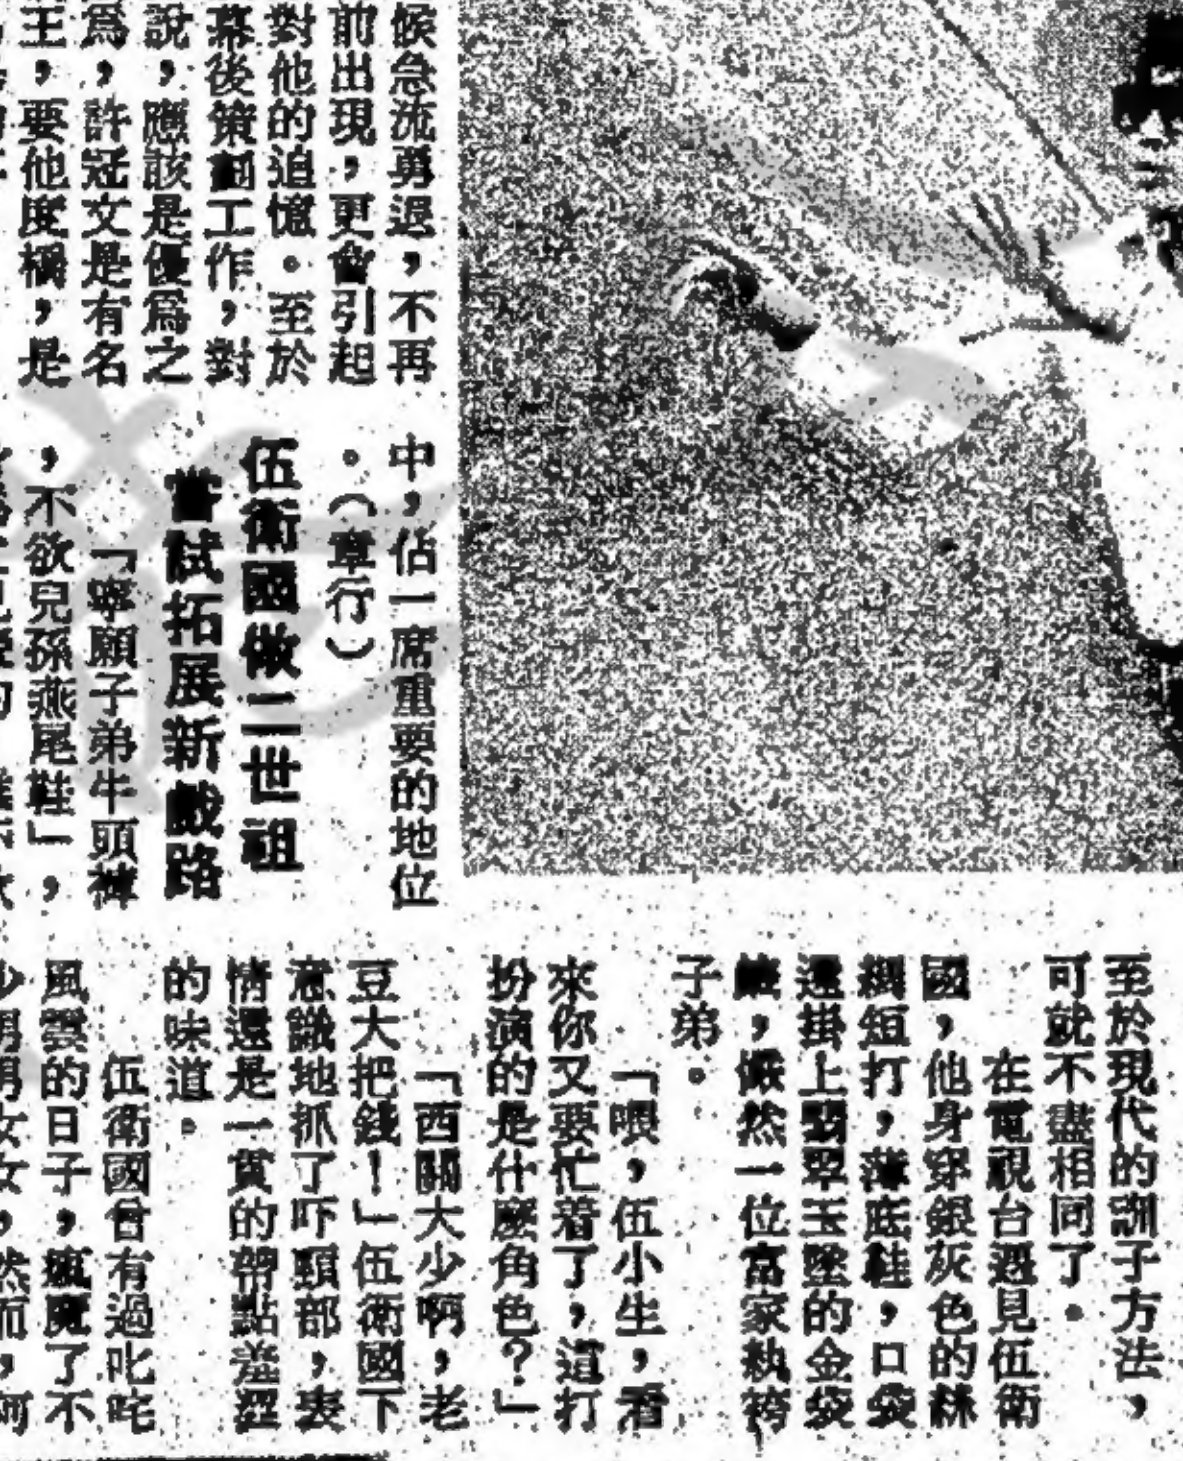 候急流勇退，不再
前出現，更會引起
對他的追憶。至於
幕後策劃工作，對
說，應該是優爲之
爲，許冠文是有名
王，要他度橋，是
中，佔一席重要的地位
。（章行）
伍衛國做二世祖
嘗試拓展新戲路
「寧願子弟牛頭褲
，不欲兒孫燕尾鞋」，
至於現代的訓子方法，
可就不盡相同了。
在電視台遇見伍衛
國，他身穿銀灰色的絲
綢短打，薄底鞋，口袋
還掛上翡翠玉墜的金袋
鏈，儼然一位富家執袴
子弟。
「喂，伍小生，看
來你又要忙着了，這打
扮演的是什麼角色？」
「西關大少啊，老
豆大把錢！」伍衛國下
意識地抓了吓頸部，表
情還是一貫的帶點羞澀
的味道。
伍衛國曾有過叱咤
風雲的日子，瘋魔了不
少男男女女，然而，